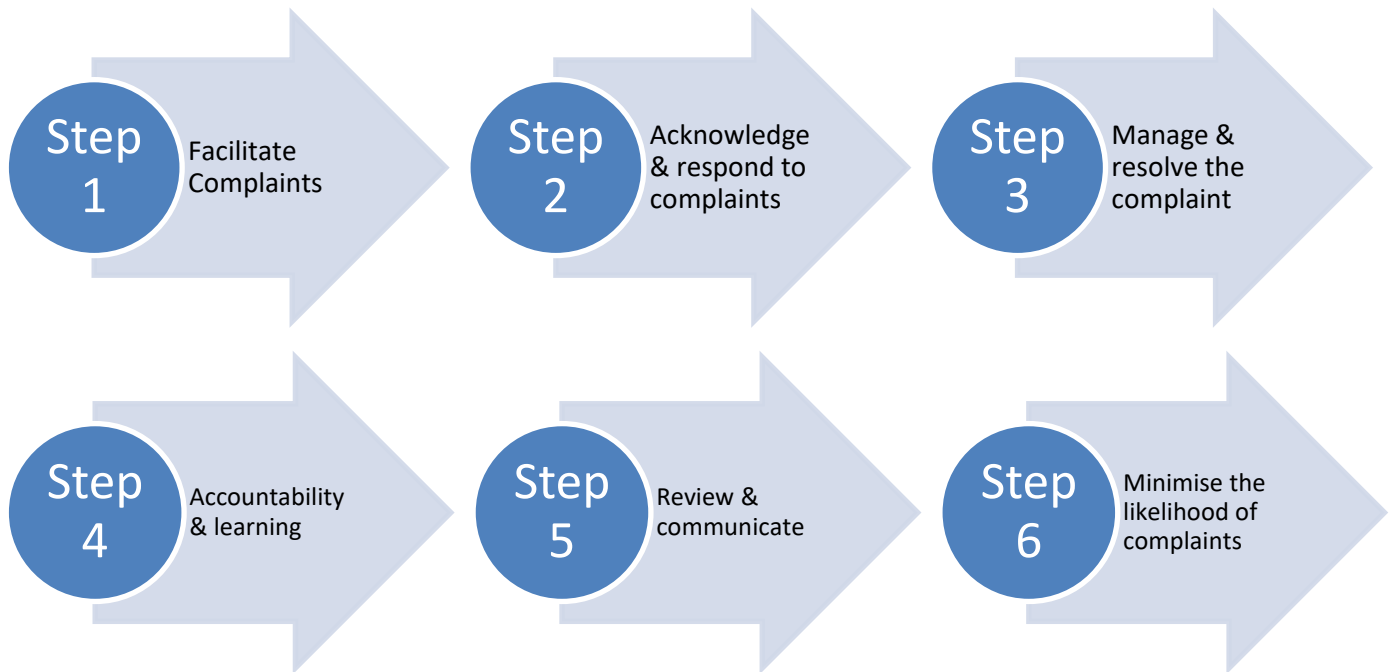 Step
1
Facilitate
Complaints
Step
2
Acknowledge
& respond to
complaints
Step
3
Manage &
resolve the
complaint
Step
4
Accountability
& learning
Step
5
Review &
communicate
Step
6
Minimise the
likelihood of
complaints